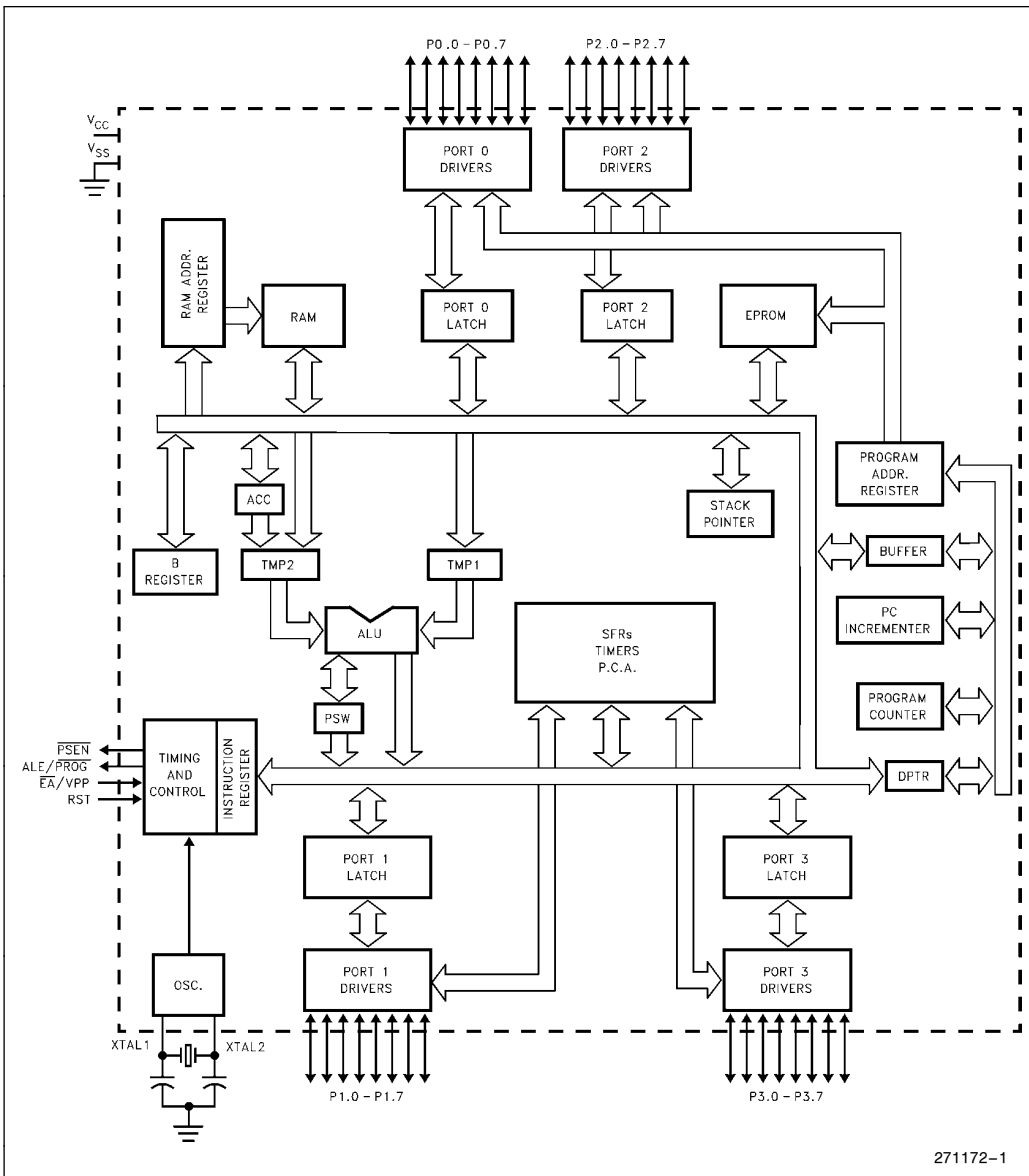 P0.0 – P0.7
P2.0 – P2.7
VCC
VSS
PORT 0
DRIVERS
PORT 2
DRIVERS
RAM ADDR.
REGISTER
RAM
PORT 0
LATCH
PORT 2
LATCH
EPROM
PROGRAM
ADDR.
REGISTER
ACC
STACK
POINTER
B
REGISTER
TMP2
TMP1
BUFFER
ALU
SFRs
TIMERS
P.C.A.
PC
INCREMENTER
PSW
PROGRAM
COUNTER
PSEN
ALE/PROG
EA/VPP
RST
TIMING
AND
CONTROL
INSTRUCTION
REGISTER
DPTR
PORT 1
LATCH
PORT 3
LATCH
OSC.
PORT 1
DRIVERS
PORT 3
DRIVERS
XTAL1
XTAL2
P1.0 – P1.7
P3.0 – P3.7
271172–1